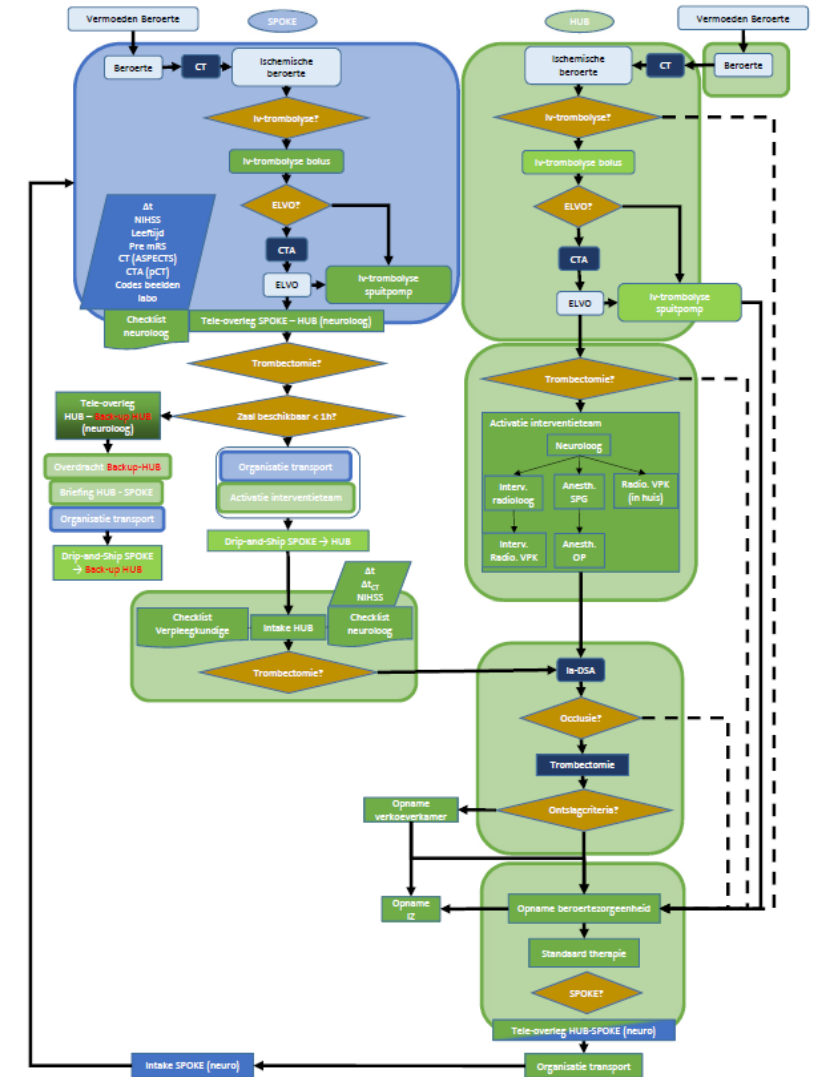 Vermoeden Beroerte
SPOKE
HUB
Vermoeden Beroerte
Beroerte
CT
Ischemische
beroerte
Iv-trombolyse?
Iv-trombolyse bolus
ELVO?
CTA
ELVO
Iv-trombolyse
spuitpomp
Δt
NIHSS
Leeftijd
Pre mRS
CT (ASPECTS)
CTA (pCT)
Codes beelden
labo
Checklist
neuroloog
Tele-overleg SPOKE – HUB (neuroloog)
Trombectomie?
Zaal beschikbaar < 1h?
Tele-overleg
HUB – Back-up HUB
(neuroloog)
Overdracht Backup-HUB
Briefing HUB - SPOKE
Organisatie transport
Drip-and-Ship SPOKE
→ Back-up HUB
Organisatie transport
Activatie interventieteam
Drip-and-Ship SPOKE → HUB
Δt
ΔtCT
NIHSS
Checklist
Verpleegkundige
Intake HUB
Checklist
neuroloog
Trombectomie?
Ischemische
beroerte
CT
Beroerte
Iv-trombolyse?
Iv-trombolyse bolus
ELVO?
CTA
ELVO
Iv-trombolyse
spuitpomp
Trombectomie?
Activatie interventieteam
Neuroloog
Interv.
radioloog
Anesth.
SPG
Radio. VPK
(in huis)
Interv.
Radio. VPK
Anesth.
OP
Ia-DSA
Occlusie?
Trombectomie
Ontslagcriteria?
Opname
verkoeverkamer
Opname
IZ
Opname beroertezorgeenheid
Standaard therapie
SPOKE?
Tele-overleg HUB-SPOKE (neuro)
Organisatie transport
Intake SPOKE (neuro)